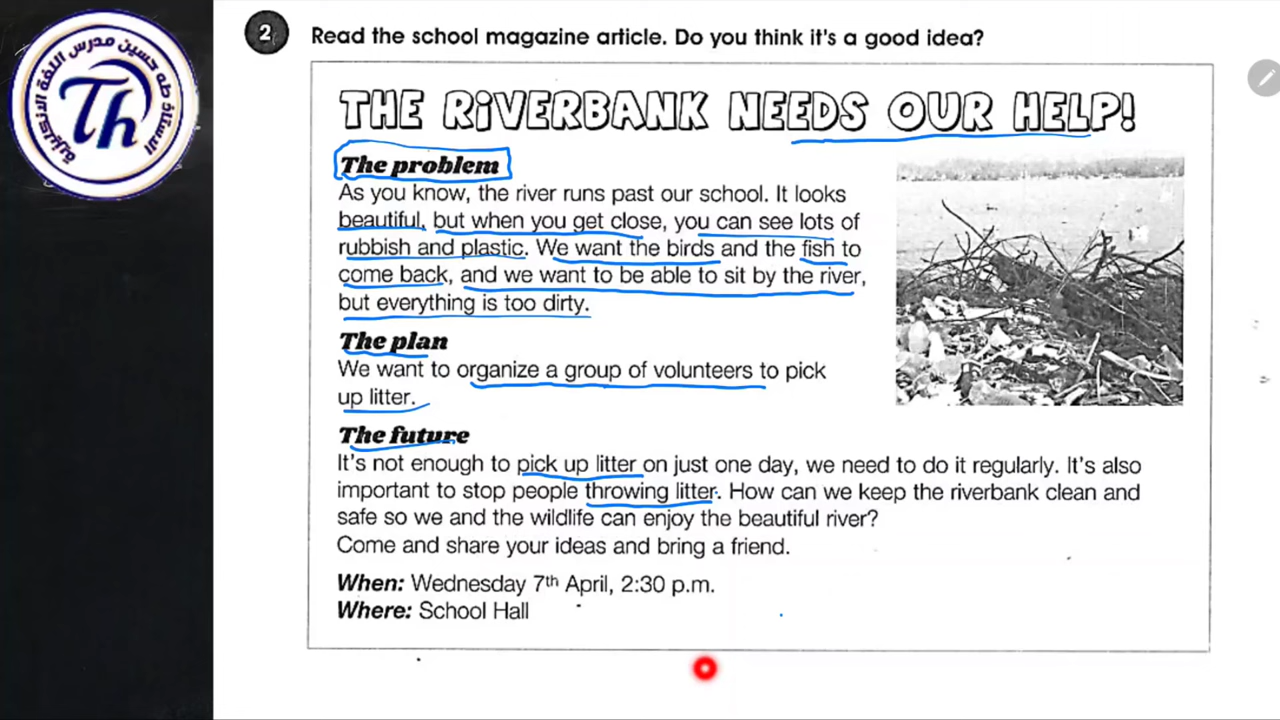 الاستاذ طه حسين مدرس اللغة الانجليزية
Th
2 Read the school magazine article. Do you think it's a good idea?
THE RiVERBANK NEEDS OUR HELP!
The problem
As you know, the river runs past our school. It looks
beautiful, but when you get close, you can see lots of
rubbish and plastic. We want the birds and the fish to
come back, and we want to be able to sit by the river,
but everything is too dirty.
The plan
We want to organize a group of volunteers to pick
up litter.
The future
It's not enough to pick up litter on just one day, we need to do it regularly. It's also
important to stop people throwing litter. How can we keep the riverbank clean and
safe so we and the wildlife can enjoy the beautiful river?
Come and share your ideas and bring a friend.
When: Wednesday 7th April, 2:30 p.m.
Where: School Hall